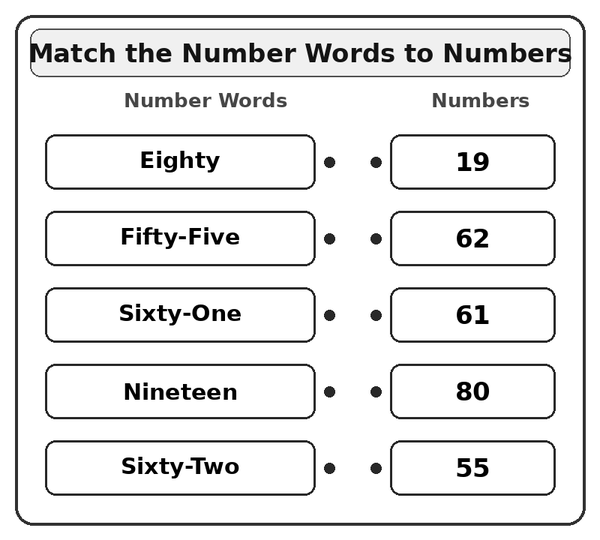 Match the Number Words to Numbers
Number Words Numbers
Eighty 19
Fifty-Five 62
Sixty-One 61
Nineteen 80
Sixty-Two 55